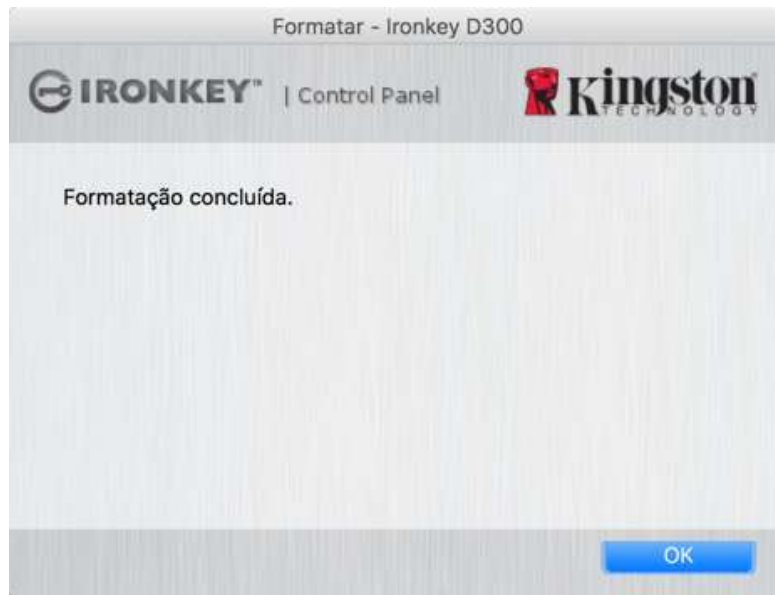 Formatar - Ironkey D300
IRONKEY™ | Control Panel
Kingston
TECHNOLOGY
Formatação concluída.
OK